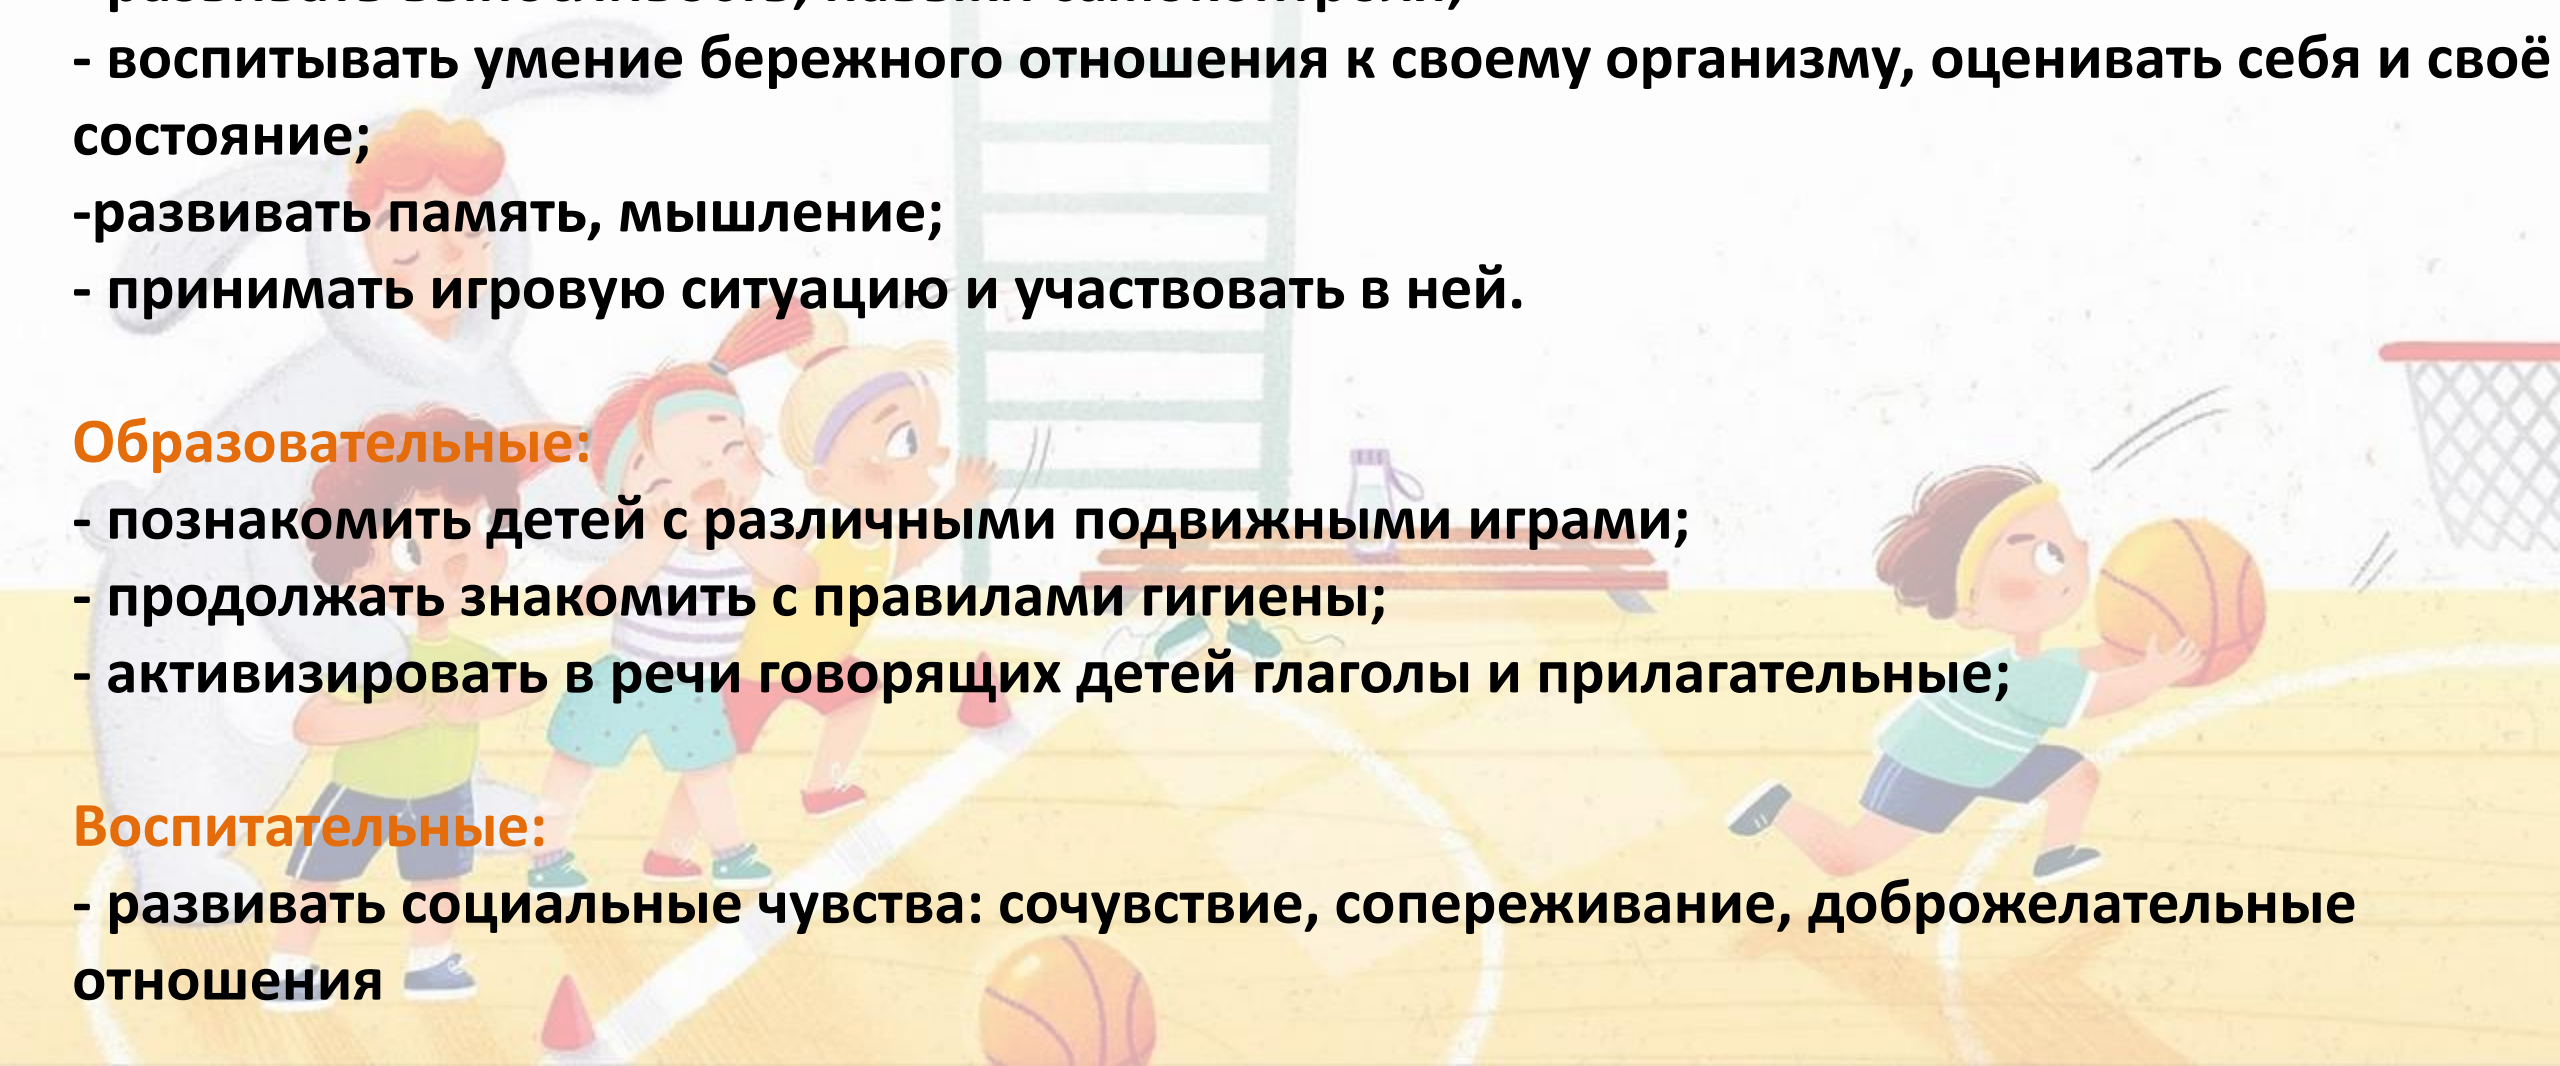 - воспитывать умение бережного отношения к своему организму, оценивать себя и своё
состояние;
-развивать память, мышление;
- принимать игровую ситуацию и участвовать в ней.
Образовательные:
- познакомить детей с различными подвижными играми;
- продолжать знакомить с правилами гигиены;
- активизировать в речи говорящих детей глаголы и прилагательные;
Воспитательные:
- развивать социальные чувства: сочувствие, сопереживание, доброжелательные
отношения